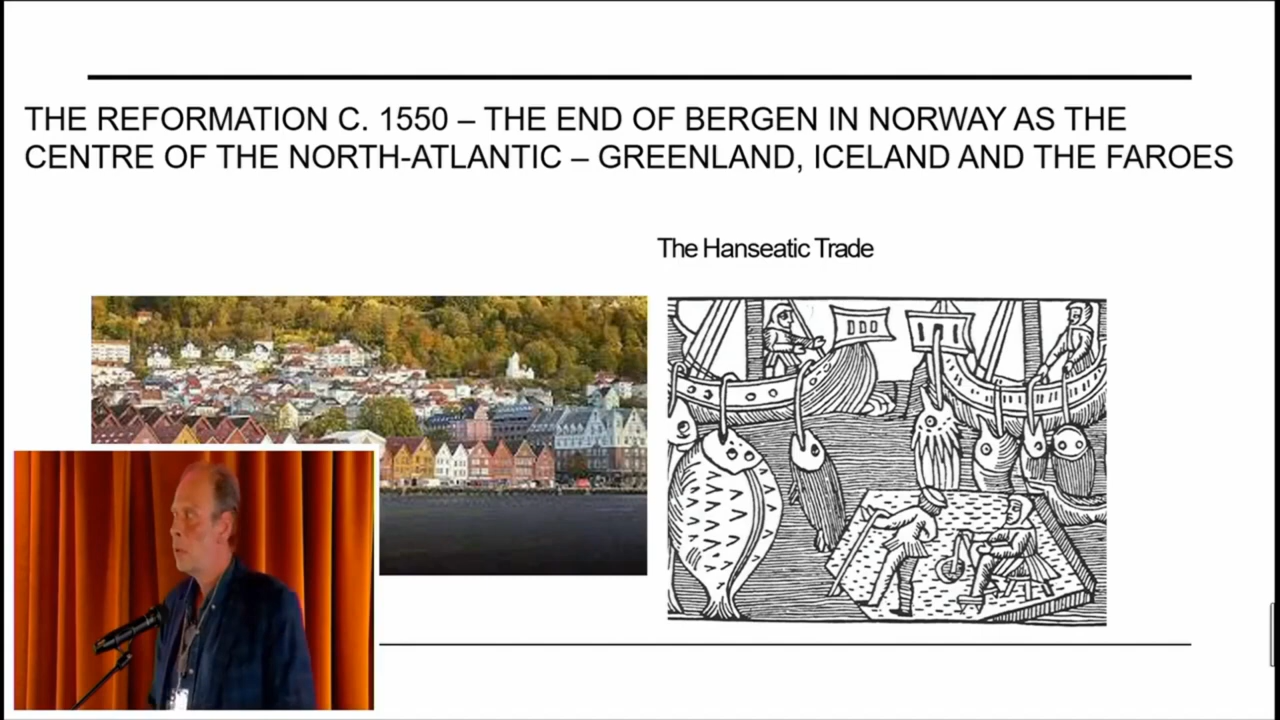 THE REFORMATION C. 1550 – THE END OF BERGEN IN NORWAY AS THE
CENTRE OF THE NORTH-ATLANTIC – GREENLAND, ICELAND AND THE FAROES
The Hanseatic Trade